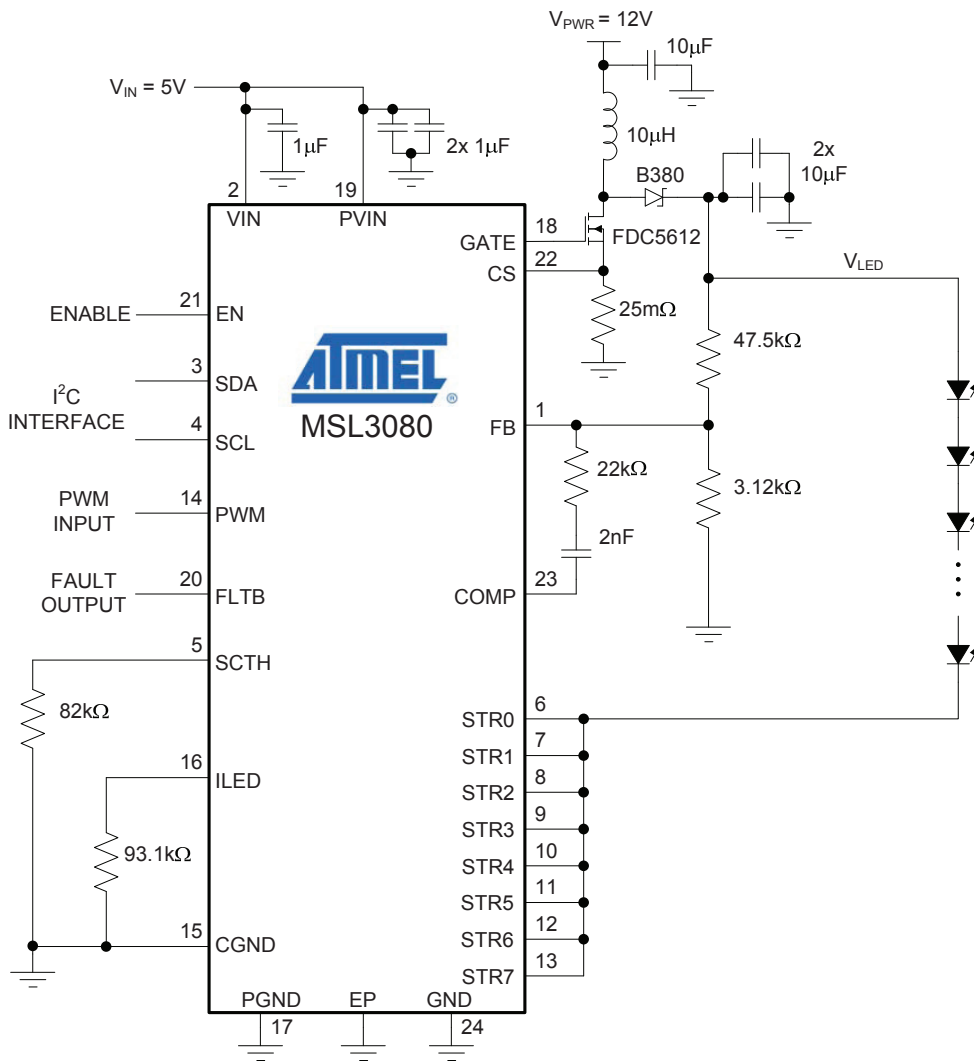 V_PWR = 12V
10μF
V_IN = 5V
1μF
2x 1μF
10μH
B380
2x
10μF
2
19
VIN
PVIN
GATE
18
FDC5612
CS
22
V_LED
25mΩ
ENABLE
21
EN
ATMEL®
47.5kΩ
3
SDA
I²C
INTERFACE
4
SCL
MSL3080
FB
1
22kΩ
3.12kΩ
PWM
INPUT
14
PWM
2nF
FAULT
OUTPUT
20
FLTB
COMP
23
5
SCTH
82kΩ
STR0
6
STR1
7
16
ILED
STR2
8
STR3
9
93.1kΩ
STR4
10
STR5
11
15
CGND
STR6
12
STR7
13
PGND
EP
GND
17
24